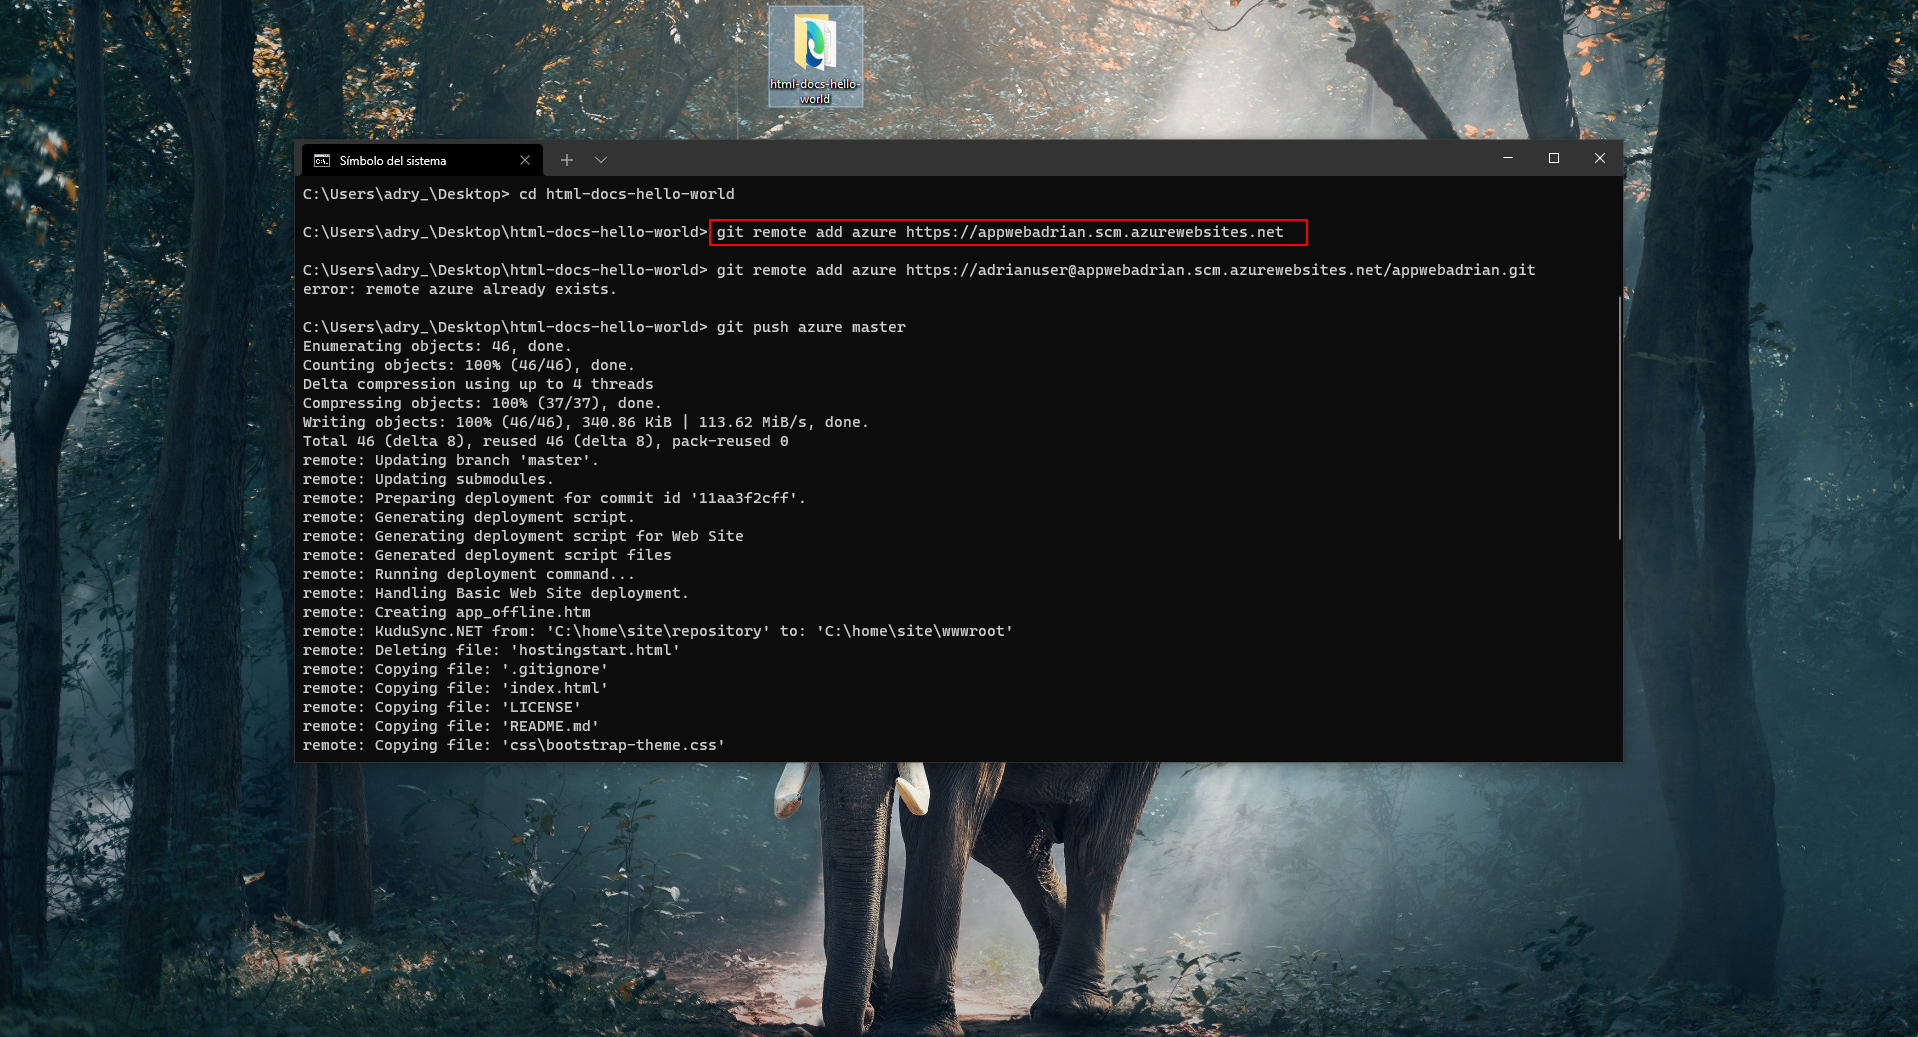 html-docs-hello-
world
Símbolo del sistema
C:\Users\adry_\Desktop> cd html-docs-hello-world
C:\Users\adry_\Desktop\html-docs-hello-world> git remote add azure https://appwebadrian.scm.azurewebsites.net
C:\Users\adry_\Desktop\html-docs-hello-world> git remote add azure https://adrianuser@appwebadrian.scm.azurewebsites.net/appwebadrian.git
error: remote azure already exists.
C:\Users\adry_\Desktop\html-docs-hello-world> git push azure master
Enumerating objects: 46, done.
Counting objects: 100% (46/46), done.
Delta compression using up to 4 threads
Compressing objects: 100% (37/37), done.
Writing objects: 100% (46/46), 340.86 KiB | 113.62 MiB/s, done.
Total 46 (delta 8), reused 46 (delta 8), pack-reused 0
remote: Updating branch 'master'.
remote: Updating submodules.
remote: Preparing deployment for commit id '11aa3f2cff'.
remote: Generating deployment script.
remote: Generating deployment script for Web Site
remote: Generated deployment script files
remote: Running deployment command...
remote: Handling Basic Web Site deployment.
remote: Creating app_offline.htm
remote: KuduSync.NET from: 'C:\home\site\repository' to: 'C:\home\site\wwwroot'
remote: Deleting file: 'hostingstart.html'
remote: Copying file: '.gitignore'
remote: Copying file: 'index.html'
remote: Copying file: 'LICENSE'
remote: Copying file: 'README.md'
remote: Copying file: 'css\bootstrap-theme.css'